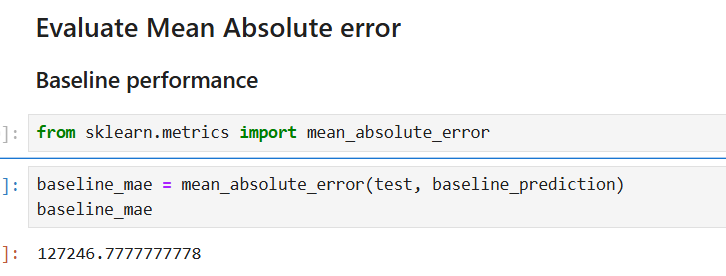 Evaluate Mean Absolute error
Baseline performance
]: from sklearn.metrics import mean_absolute_error
]: baseline_mae = mean_absolute_error(test, baseline_prediction)
baseline_mae
]: 127246.7777777778